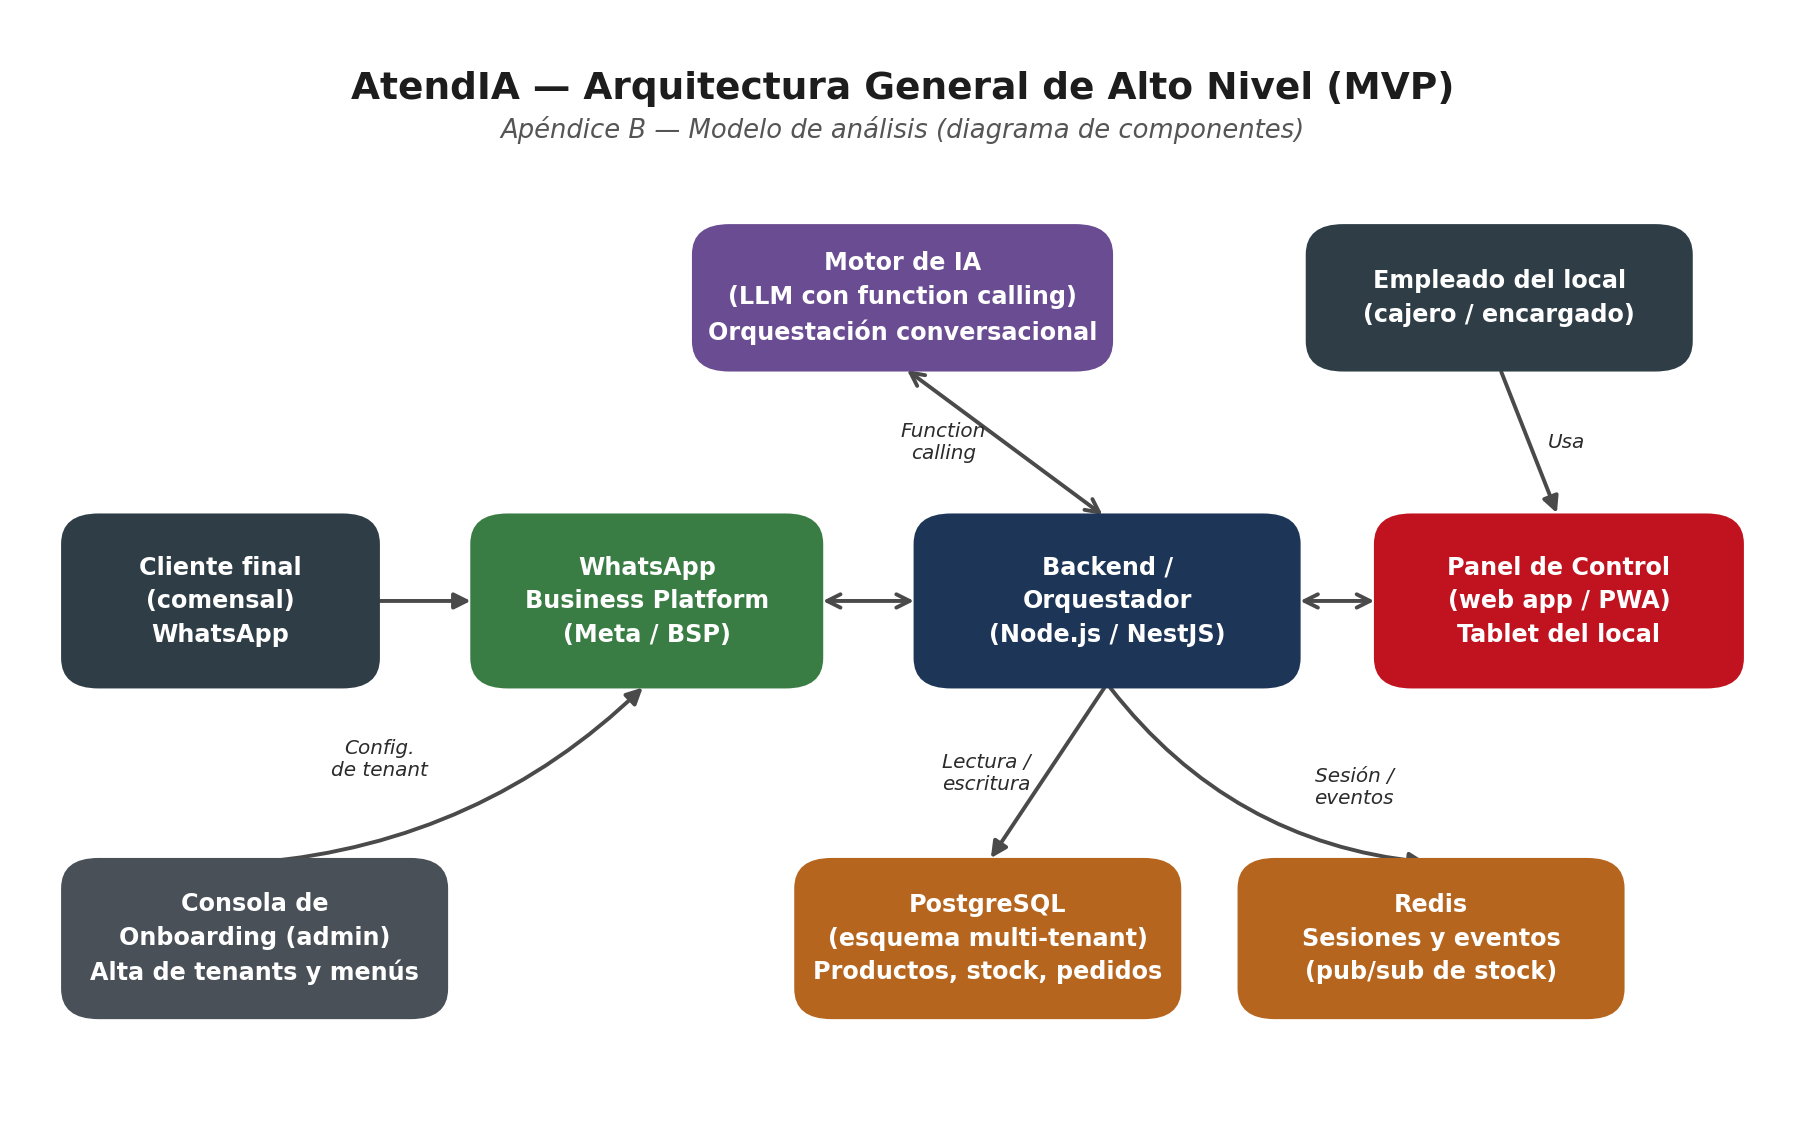 AtendIA — Arquitectura General de Alto Nivel (MVP)
Apéndice B — Modelo de análisis (diagrama de componentes)
Motor de IA
(LLM con function calling)
Orquestación conversacional
Empleado del local
(cajero / encargado)
Function
calling
Usa
Cliente final
(comensal)
WhatsApp
WhatsApp
Business Platform
(Meta / BSP)
Backend /
Orquestador
(Node.js / NestJS)
Panel de Control
(web app / PWA)
Tablet del local
Config.
de tenant
Lectura /
escritura
Sesión /
eventos
Consola de
Onboarding (admin)
Alta de tenants y menús
PostgreSQL
(esquema multi-tenant)
Productos, stock, pedidos
Redis
Sesiones y eventos
(pub/sub de stock)